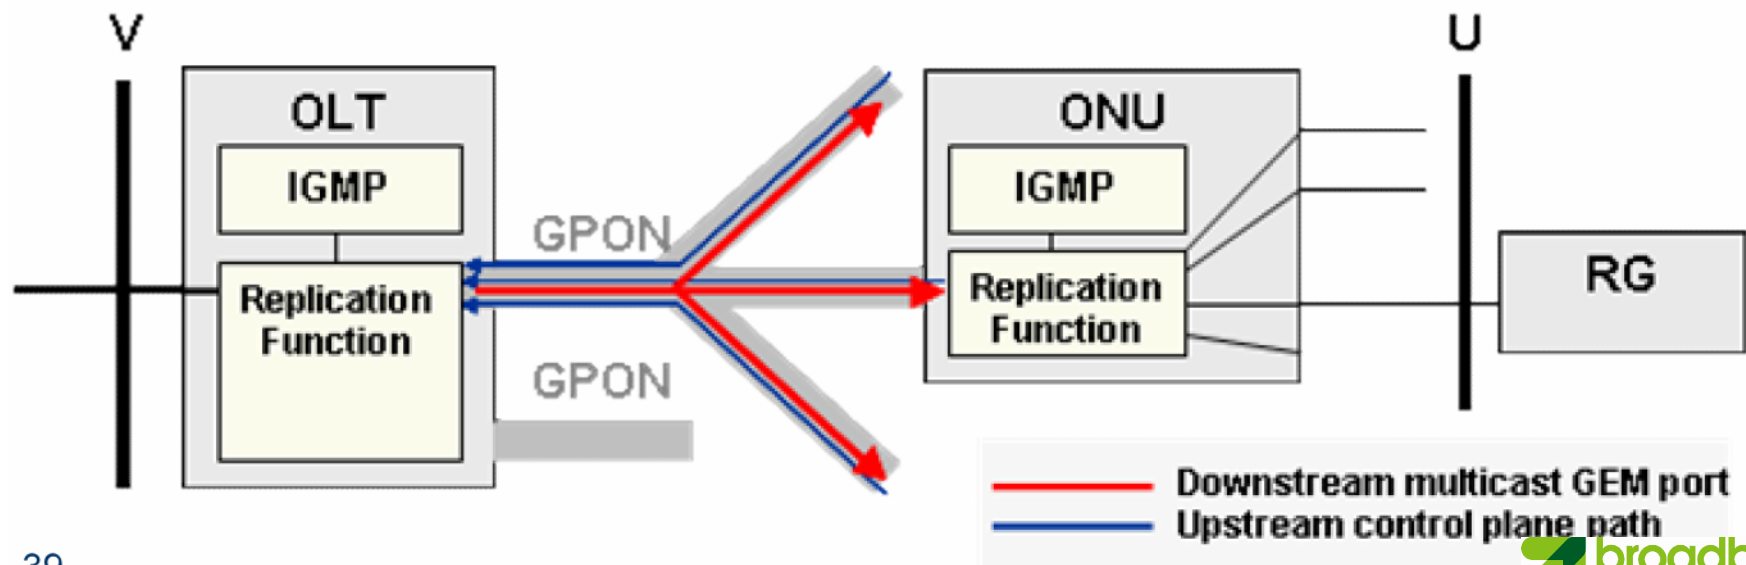 V
U
OLT
ONU
IGMP
IGMP
GPON
Replication
Function
Replication
Function
RG
GPON
Downstream multicast GEM port
Upstream control plane path